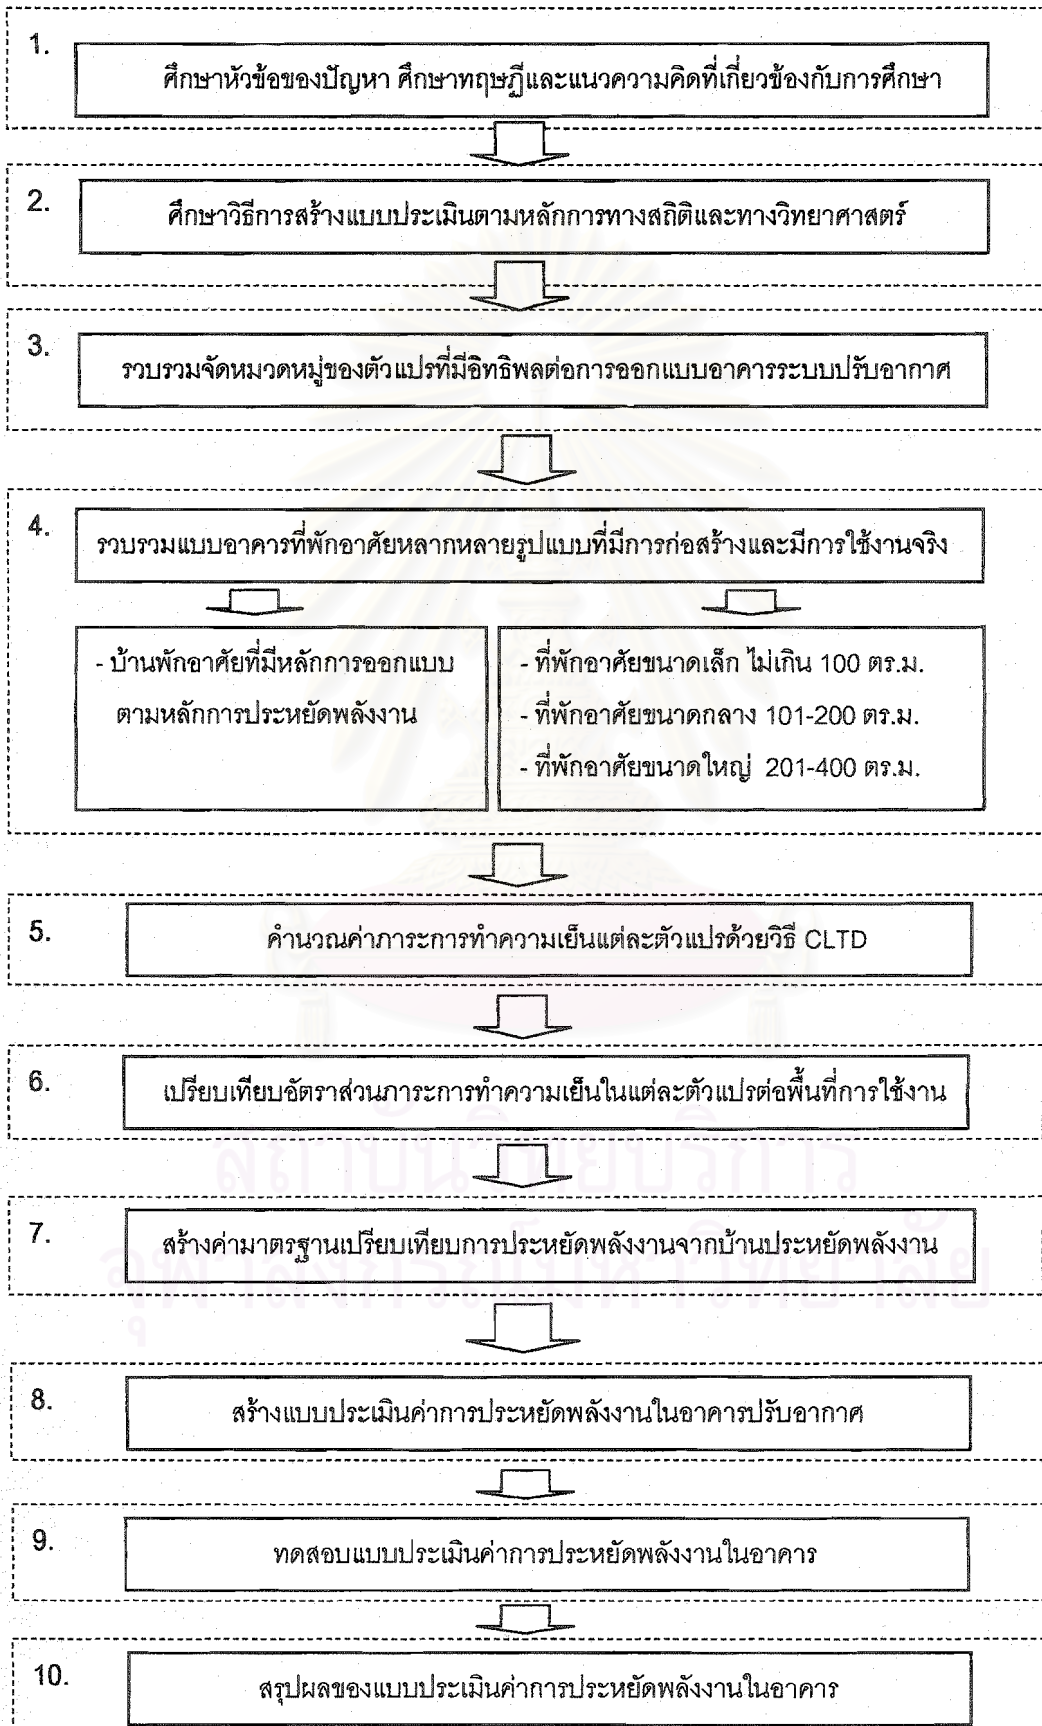 1.
ศึกษาหัวข้อของปัญหา ศึกษาทฤษฎีและแนวความคิดที่เกี่ยวข้องกับการศึกษา
2.
ศึกษาวิธีการสร้างแบบประเมินตามหลักการทางสถิติและทางวิทยาศาสตร์
3.
รวบรวมจัดหมวดหมู่ของตัวแปรที่มีอิทธิพลต่อการออกแบบอาคารระบบปรับอากาศ
4.
รวบรวมแบบอาคารที่พักอาศัยหลากหลายรูปแบบที่มีการก่อสร้างและมีการใช้งานจริง
- บ้านพักอาศัยที่มีหลักการออกแบบ
ตามหลักการประหยัดพลังงาน
- ที่พักอาศัยขนาดเล็ก ไม่เกิน 100 ตร.ม.
- ที่พักอาศัยขนาดกลาง 101-200 ตร.ม.
- ที่พักอาศัยขนาดใหญ่ 201-400 ตร.ม.
5.
คำนวณค่าภาระการทำความเย็นแต่ละตัวแปรด้วยวิธี CLTD
6.
เปรียบเทียบอัตราส่วนภาระการทำความเย็นในแต่ละตัวแปรต่อพื้นที่การใช้งาน
สถาบันวิทยบริการ
7.
สร้างค่ามาตรฐานเปรียบเทียบการประหยัดพลังงานจากบ้านประหยัดพลังงาน
จุฬาลงกรณ์มหาวิทยาลัย
8.
สร้างแบบประเมินค่าการประหยัดพลังงานในอาคารปรับอากาศ
9.
ทดสอบแบบประเมินค่าการประหยัดพลังงานในอาคาร
10.
สรุปผลของแบบประเมินค่าการประหยัดพลังงานในอาคาร